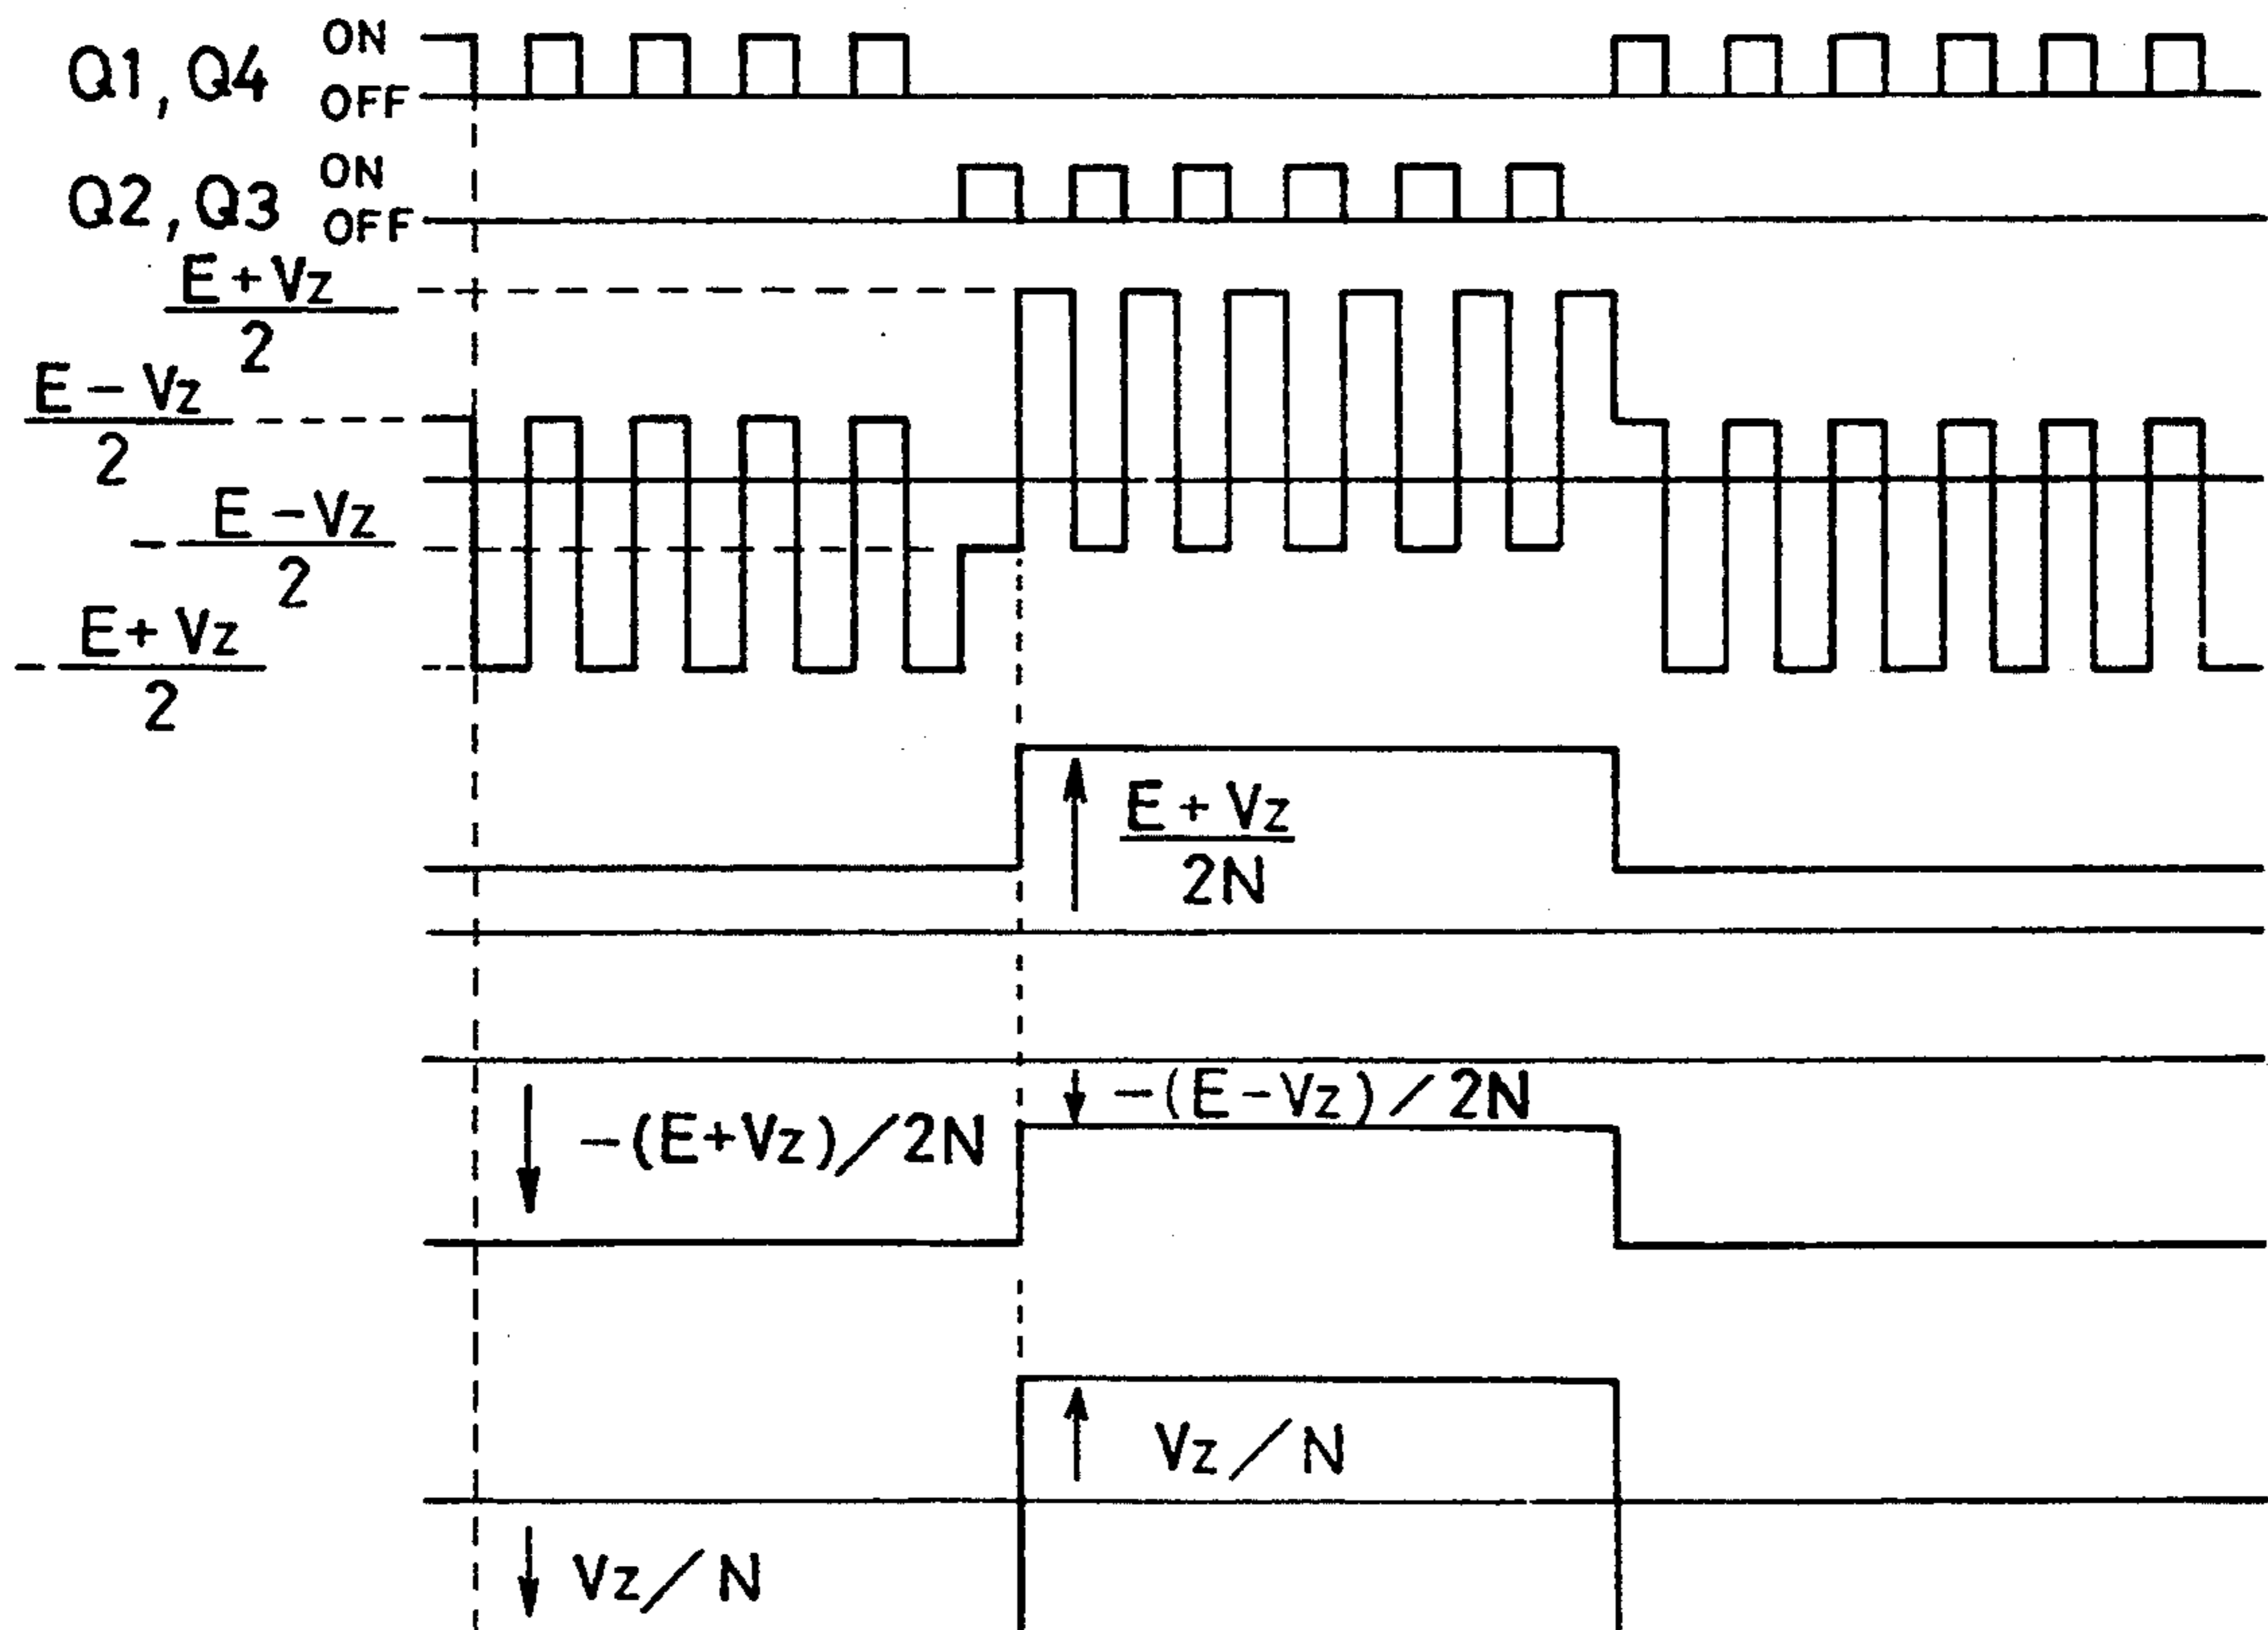 Q1, Q4 ON
OFF
Q2, Q3 ON
OFF
E + Vz
2
E - Vz
2
- E - Vz
2
- E + Vz
2
E + Vz
2N
-(E - Vz) / 2N
-(E + Vz) / 2N
Vz / N
Vz / N